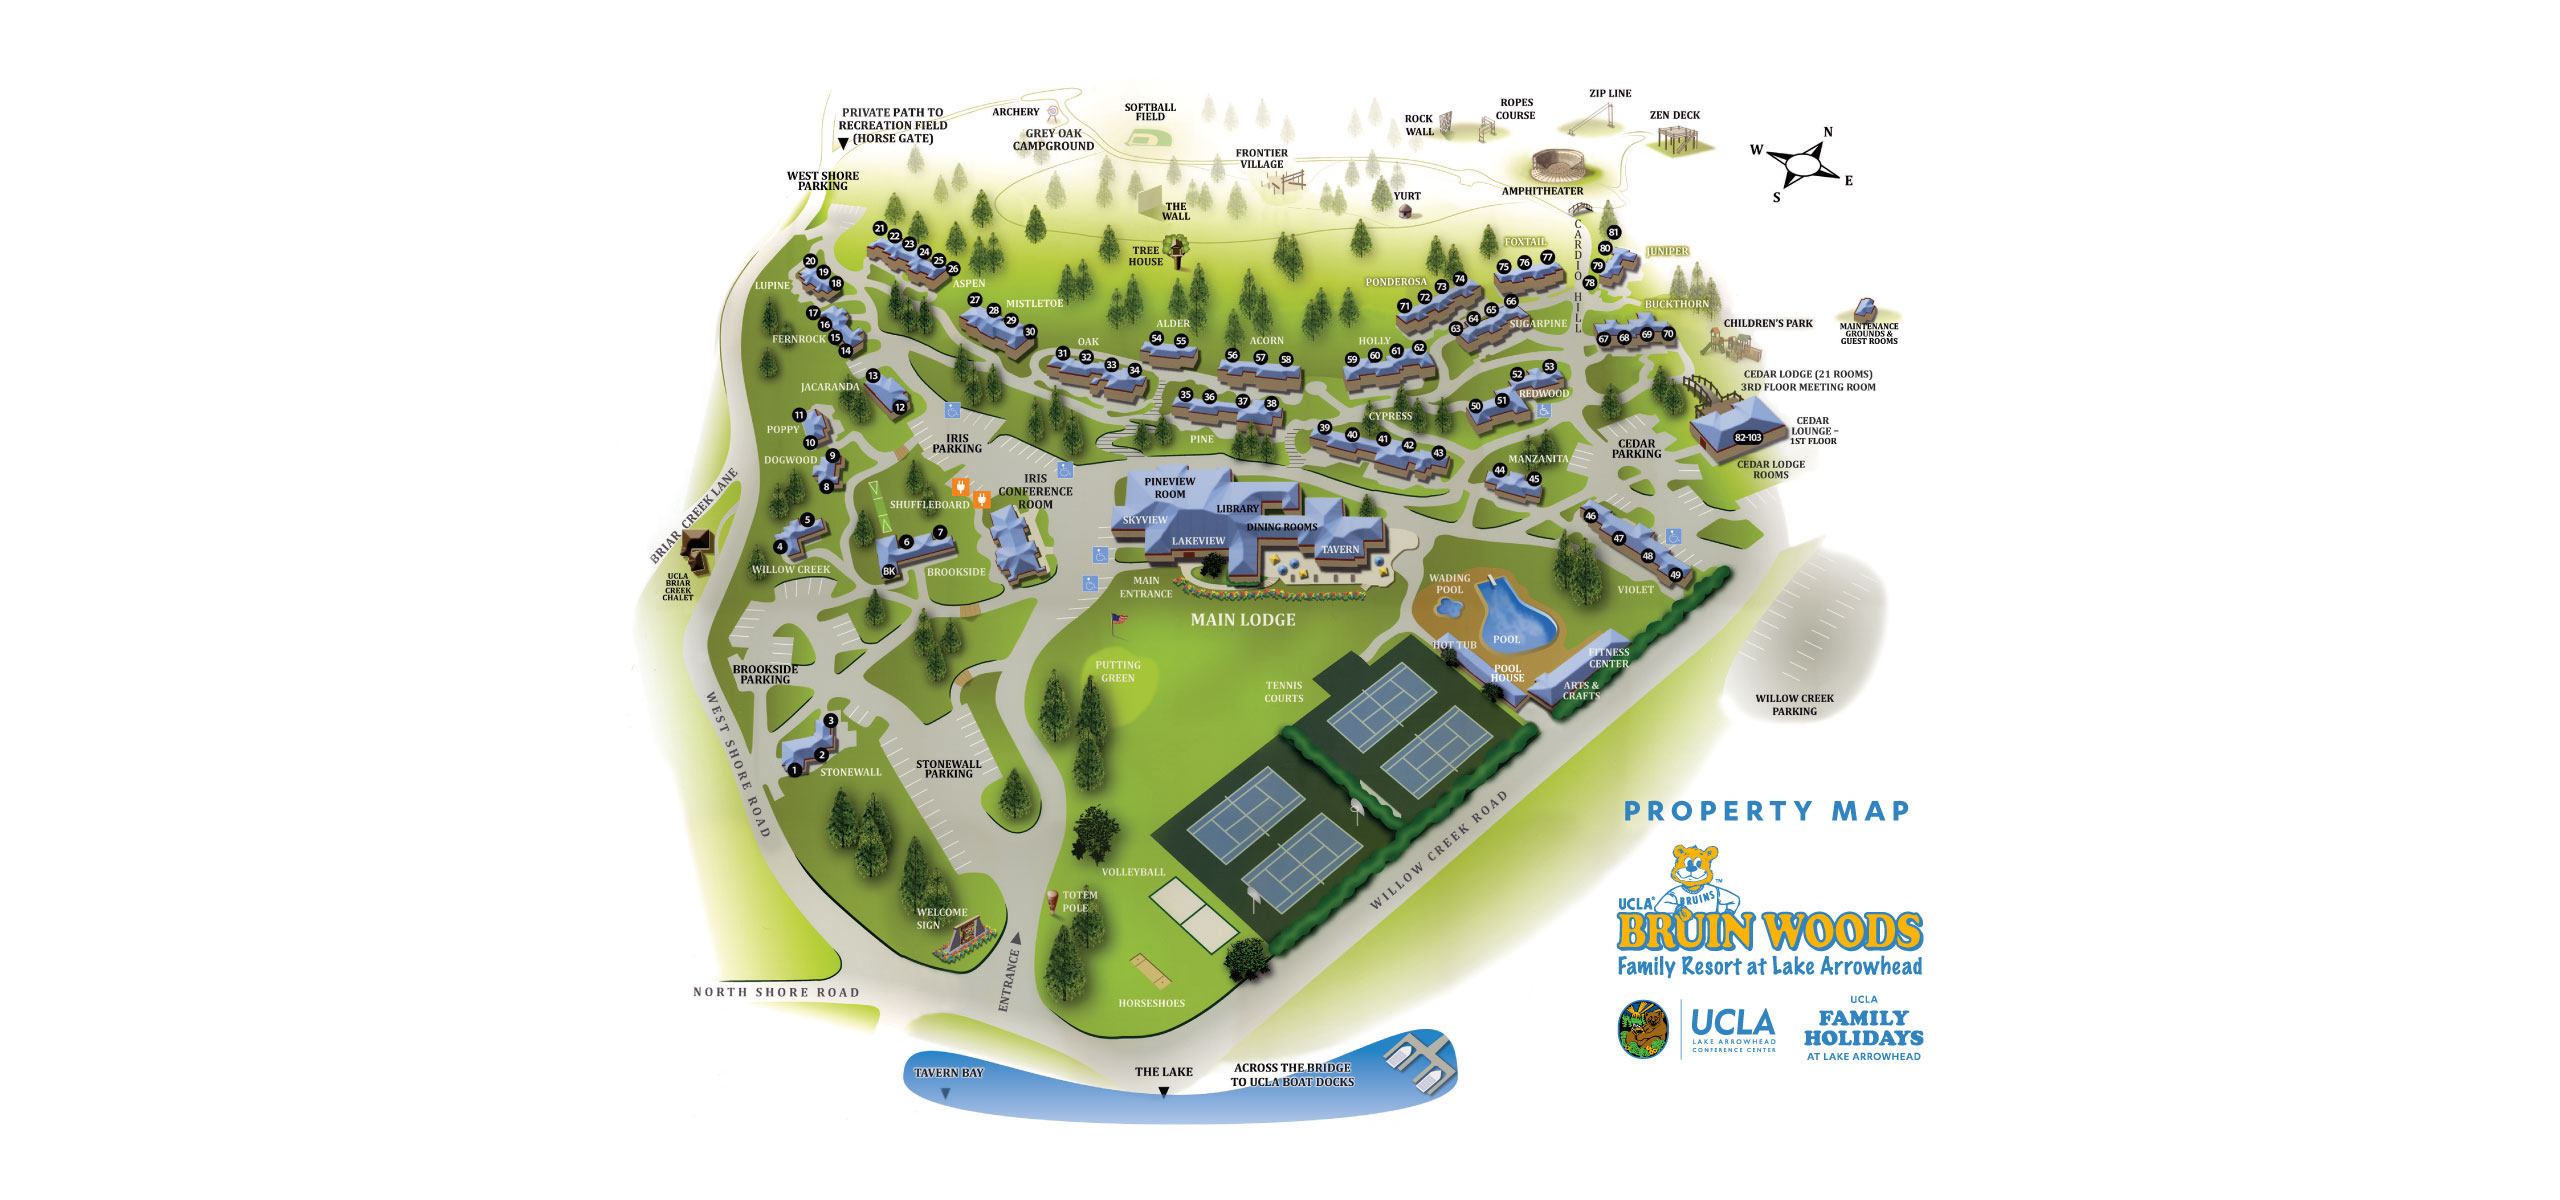 PRIVATE PATH TO
RECREATION FIELD
(HORSE GATE)
WEST SHORE
PARKING
ARCHERY
GREY OAK
CAMPGROUND
SOFTBALL
FIELD
FRONTIER
VILLAGE
THE
WALL
TREE
HOUSE
YURT
ROCK
WALL
ROPES
COURSE
ZIP LINE
ZEN DECK
AMPHITHEATER
N
W
E
S
CARDIO HILL
21
22
23
24
25
26
ASPEN
20
19
18
LUPINE
17
16
15
14
FERNROCK
27
28
29
30
MISTLETOE
13
12
JACARANDA
11
10
POPPY
9
8
DOGWOOD
31
32
33
34
OAK
54
55
ALDER
56
57
58
ACORN
35
36
37
38
PINE
59
60
61
62
HOLLY
71
72
73
74
PONDEROSA
75
76
77
FOXTAIL
63
64
65
66
SUGARPINE
81
80
79
78
JUNIPER
BUCKTHORN
67
68
69
70
CHILDREN'S PARK
MAINTENANCE
GROUNDS &
GUEST ROOMS
CEDAR LODGE (21 ROOMS)
3RD FLOOR MEETING ROOM
CEDAR
LOUNGE –
1ST FLOOR
82-103
CEDAR LODGE
ROOMS
CEDAR
PARKING
50
51
52
53
REDWOOD
CYPRESS
39
40
41
42
43
MANZANITA
44
45
46
47
48
49
VIOLET
IRIS
PARKING
IRIS
CONFERENCE
ROOM
SHUFFLEBOARD
5
4
WILLOW CREEK
6
7
BK
BROOKSIDE
BRIAR CREEK LANE
UCLA
BRIAR
CREEK
CHALET
PINEVIEW
ROOM
SKYVIEW
LIBRARY
LAKEVIEW
DINING ROOMS
TAVERN
MAIN
ENTRANCE
MAIN LODGE
WADING
POOL
POOL
HOT TUB
POOL
HOUSE
FITNESS
CENTER
ARTS &
CRAFTS
WILLOW CREEK
PARKING
PUTTING
GREEN
TENNIS
COURTS
BROOKSIDE
PARKING
3
2
1
STONEWALL
STONEWALL
PARKING
WEST SHORE ROAD
WILLOW CREEK ROAD
VOLLEYBALL
TOTEM
POLE
WELCOME
SIGN
ENTRANCE
HORSESHOES
NORTH SHORE ROAD
TAVERN BAY
THE LAKE
ACROSS THE BRIDGE
TO UCLA BOAT DOCKS
PROPERTY MAP
BRUINS
TM
UCLA
BRUIN WOODS
Family Resort at Lake Arrowhead
UCLA
LAKE ARROWHEAD
CONFERENCE CENTER
UCLA
FAMILY
HOLIDAYS
AT LAKE ARROWHEAD